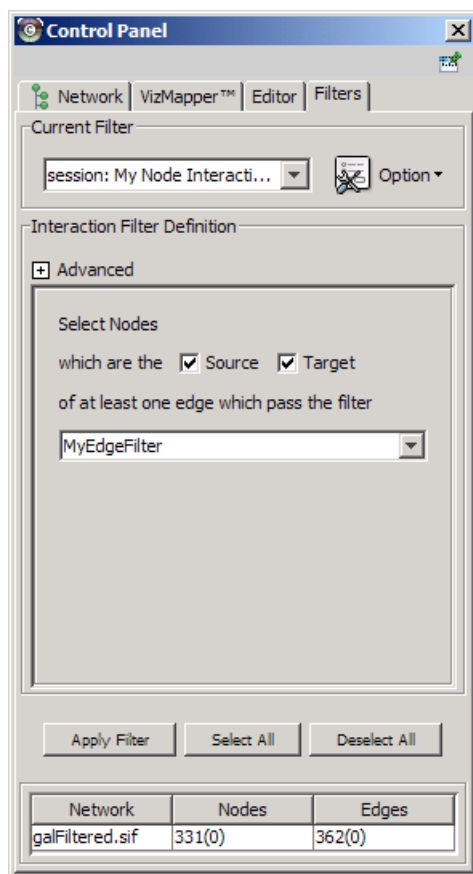 Control Panel
Network VizMapper™ Editor Filters
Current Filter
session: My Node Interacti... Option
Interaction Filter Definition
Advanced
Select Nodes
which are the Source Target
of at least one edge which pass the filter
MyEdgeFilter
Apply Filter Select All Deselect All
Network Nodes Edges
galFiltered.sif 331(0) 362(0)